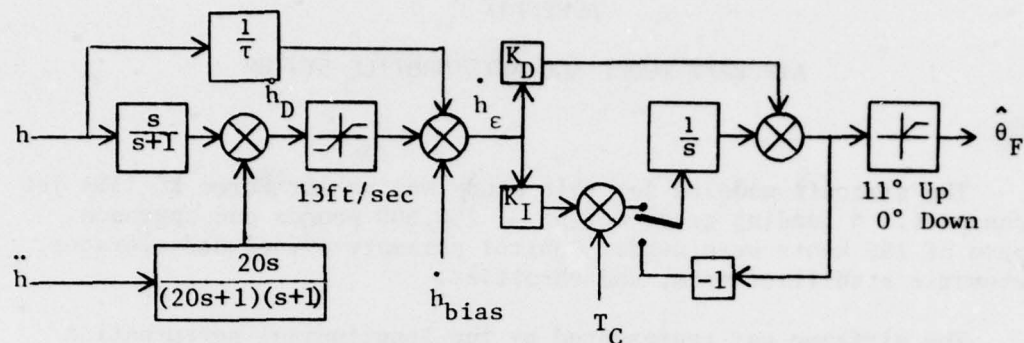 1
τ
ḣ_D
K_D
ḣ_ε
h
s
s+1
13ft/sec
1
s
θ̂_F
11° Up
0° Down
K_I
ḧ
20s
(20s+1)(s+1)
ḣ_bias
-1
T_C